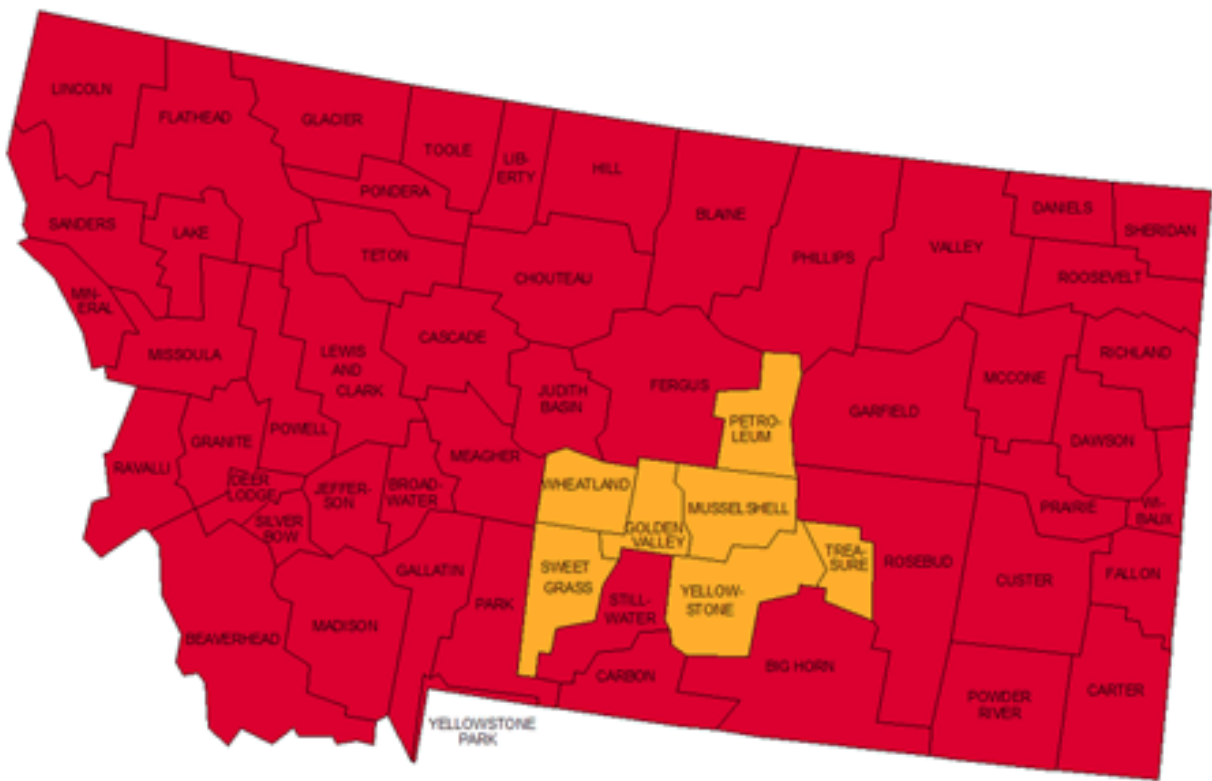 LINCOLN
FLATHEAD
GLACIER
TOOLE
LIB-
ERTY
HILL
BLAINE
PHILLIPS
VALLEY
DANIELS
SHERIDAN
ROOSEVELT
SANDERS
LAKE
PONDERA
TETON
CHOUTEAU
MIN-
ERAL
MISSOULA
LEWIS
AND
CLARK
CASCADE
JUDITH
BASIN
FERGUS
PETRO-
LEUM
GARFIELD
MCCONE
RICHLAND
DAWSON
RAVALLI
GRANITE
POWELL
DEER
LODGE
SILVER
BOW
JEFFER-
SON
BROAD-
WATER
MEAGHER
WHEATLAND
GOLDEN
VALLEY
MUSSELSHELL
TREA-
SURE
ROSEBUD
PRAIRIE
WI-
BAUX
CUSTER
FALLON
BEAVERHEAD
MADISON
GALLATIN
PARK
SWEET
GRASS
STILL-
WATER
YELLOW-
STONE
CARBON
BIG HORN
POWDER
RIVER
CARTER
YELLOWSTONE
PARK